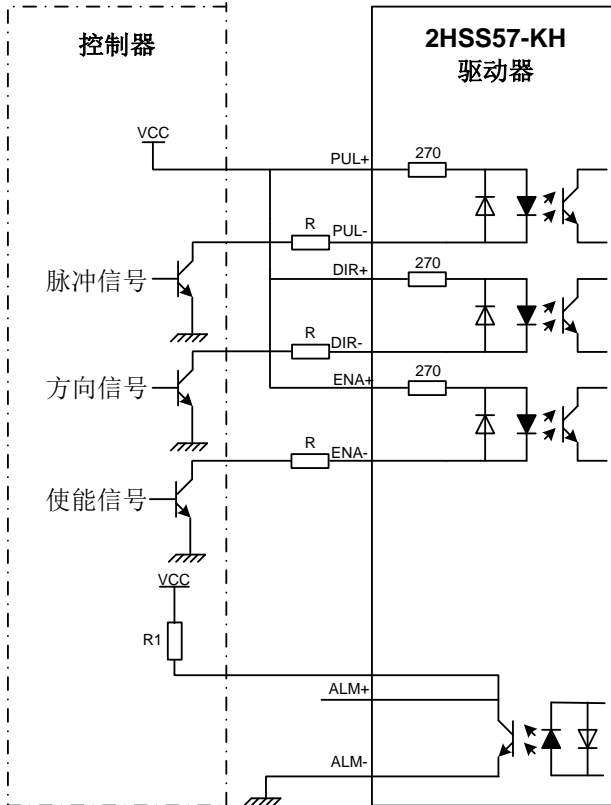 控制器
2HSS57-KH
驱动器
VCC
PUL+
270
R
PUL-
脉冲信号
DIR+
270
R
DIR-
方向信号
ENA+
270
R
ENA-
使能信号
VCC
R1
ALM+
ALM-